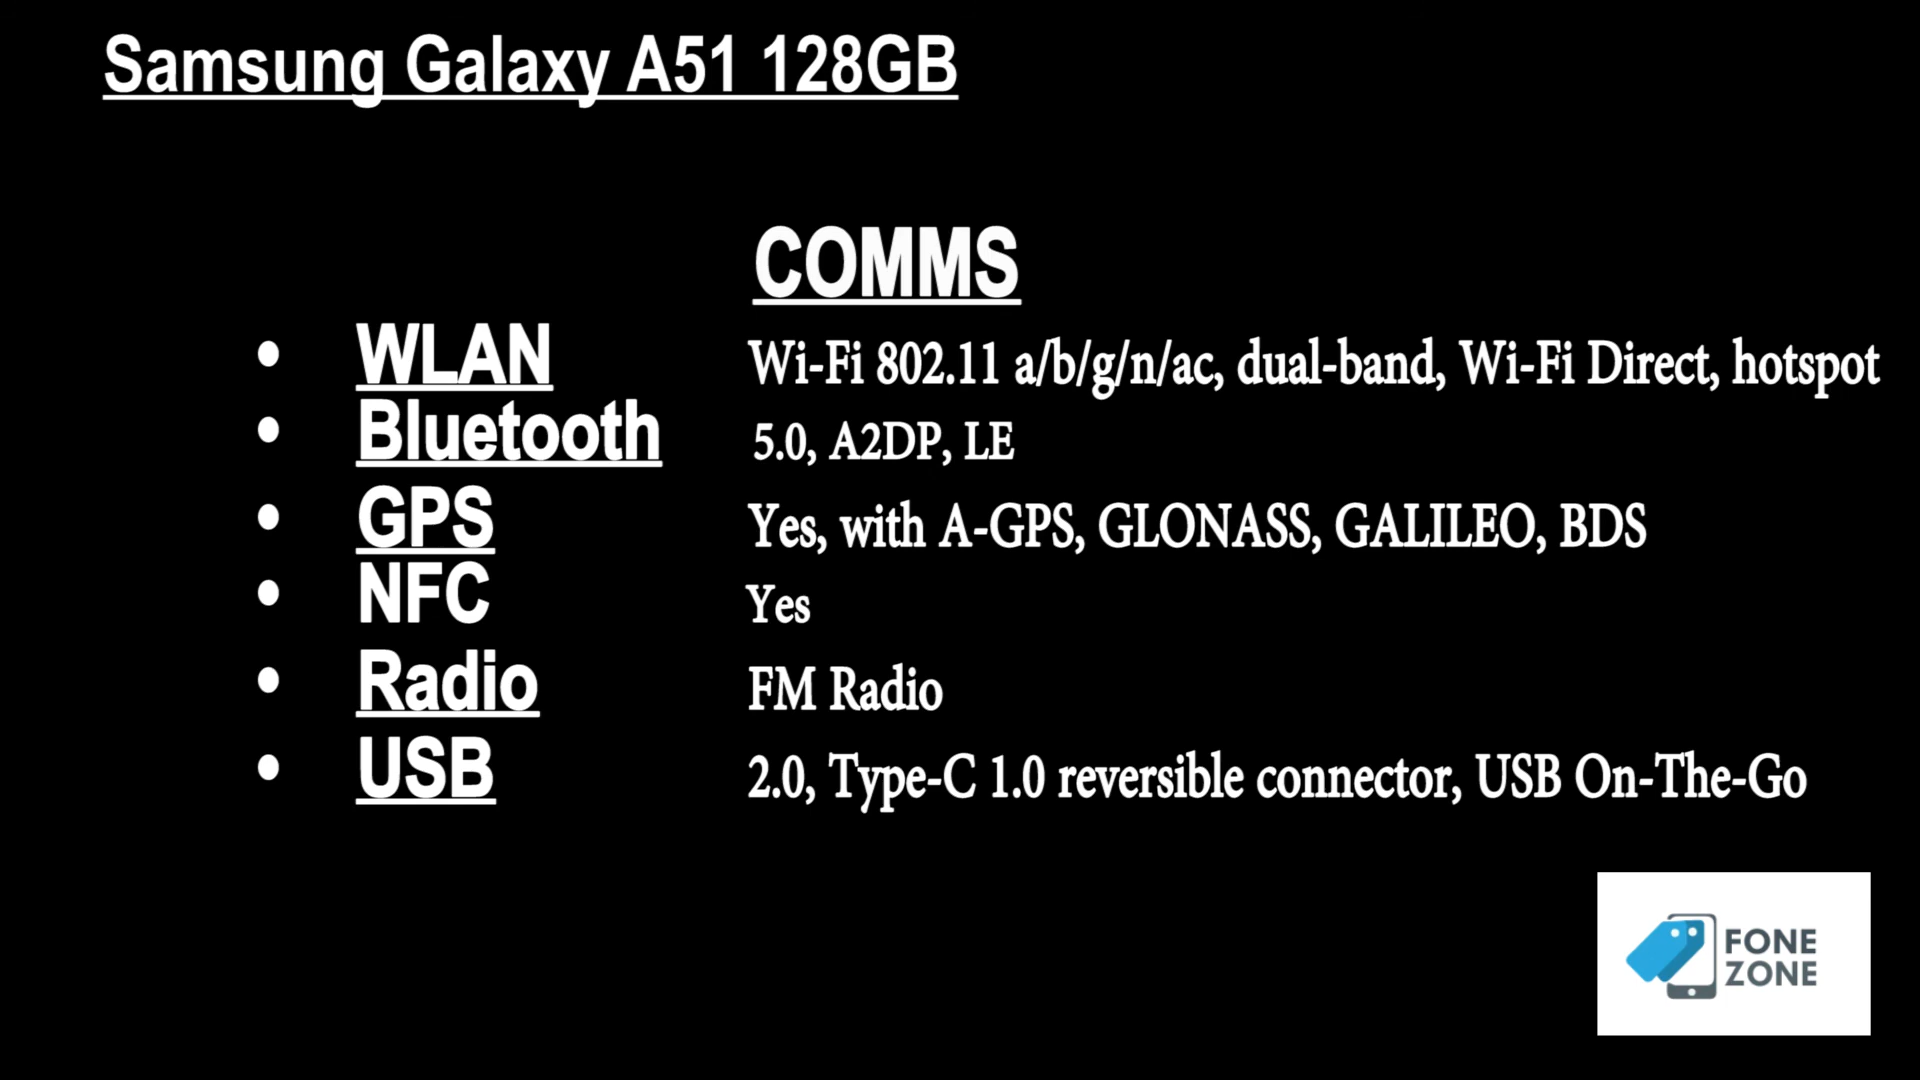 Samsung Galaxy A51 128GB
COMMS
• WLAN Wi-Fi 802.11 a/b/g/n/ac, dual-band, Wi-Fi Direct, hotspot
• Bluetooth 5.0, A2DP, LE
• GPS Yes, with A-GPS, GLONASS, GALILEO, BDS
• NFC Yes
• Radio FM Radio
• USB 2.0, Type-C 1.0 reversible connector, USB On-The-Go
FONE
ZONE